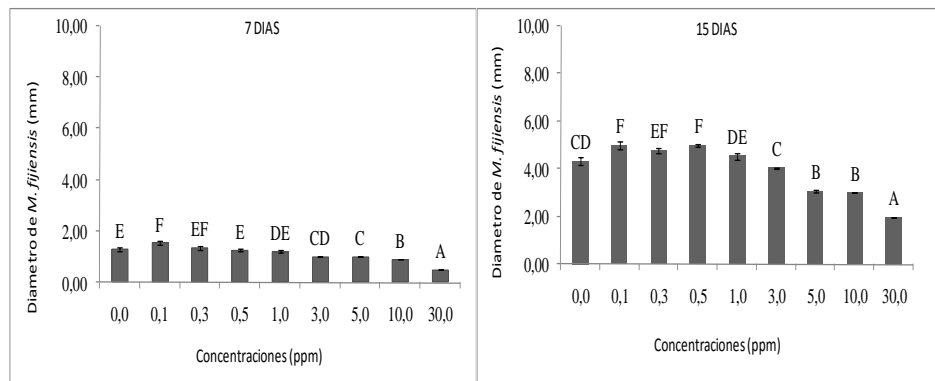 7 DIAS
Diametro de M. fijiensis (mm)
10,00
8,00
6,00
4,00
2,00
0,00
E F EF E DE CD C B A
0,0 0,1 0,3 0,5 1,0 3,0 5,0 10,0 30,0
Concentraciones (ppm)
15 DIAS
Diametro de M. fijiensis (mm)
10,00
8,00
6,00
4,00
2,00
0,00
CD F EF F DE C B B A
0,0 0,1 0,3 0,5 1,0 3,0 5,0 10,0 30,0
Concentraciones (ppm)